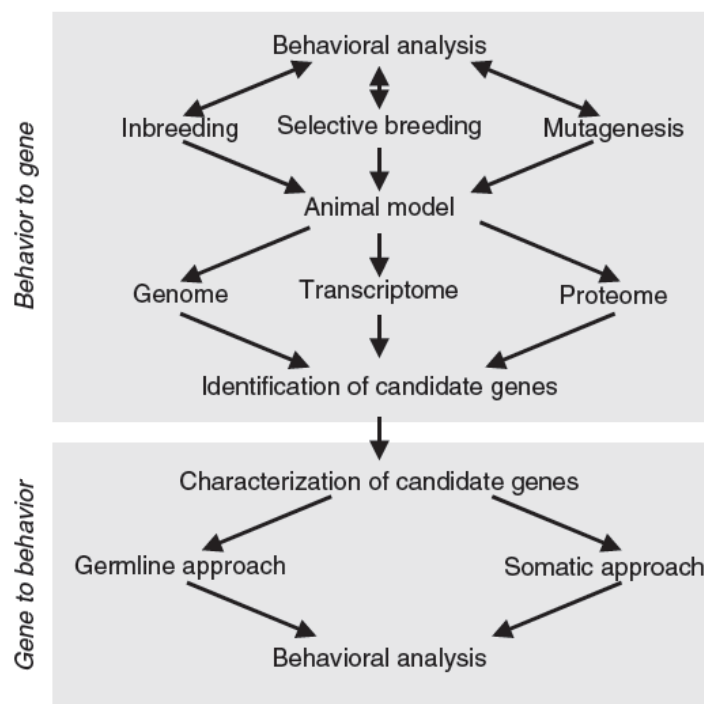 Behavior to gene
Behavioral analysis
Inbreeding
Selective breeding
Mutagenesis
Animal model
Genome
Transcriptome
Proteome
Identification of candidate genes
Gene to behavior
Characterization of candidate genes
Germline approach
Somatic approach
Behavioral analysis